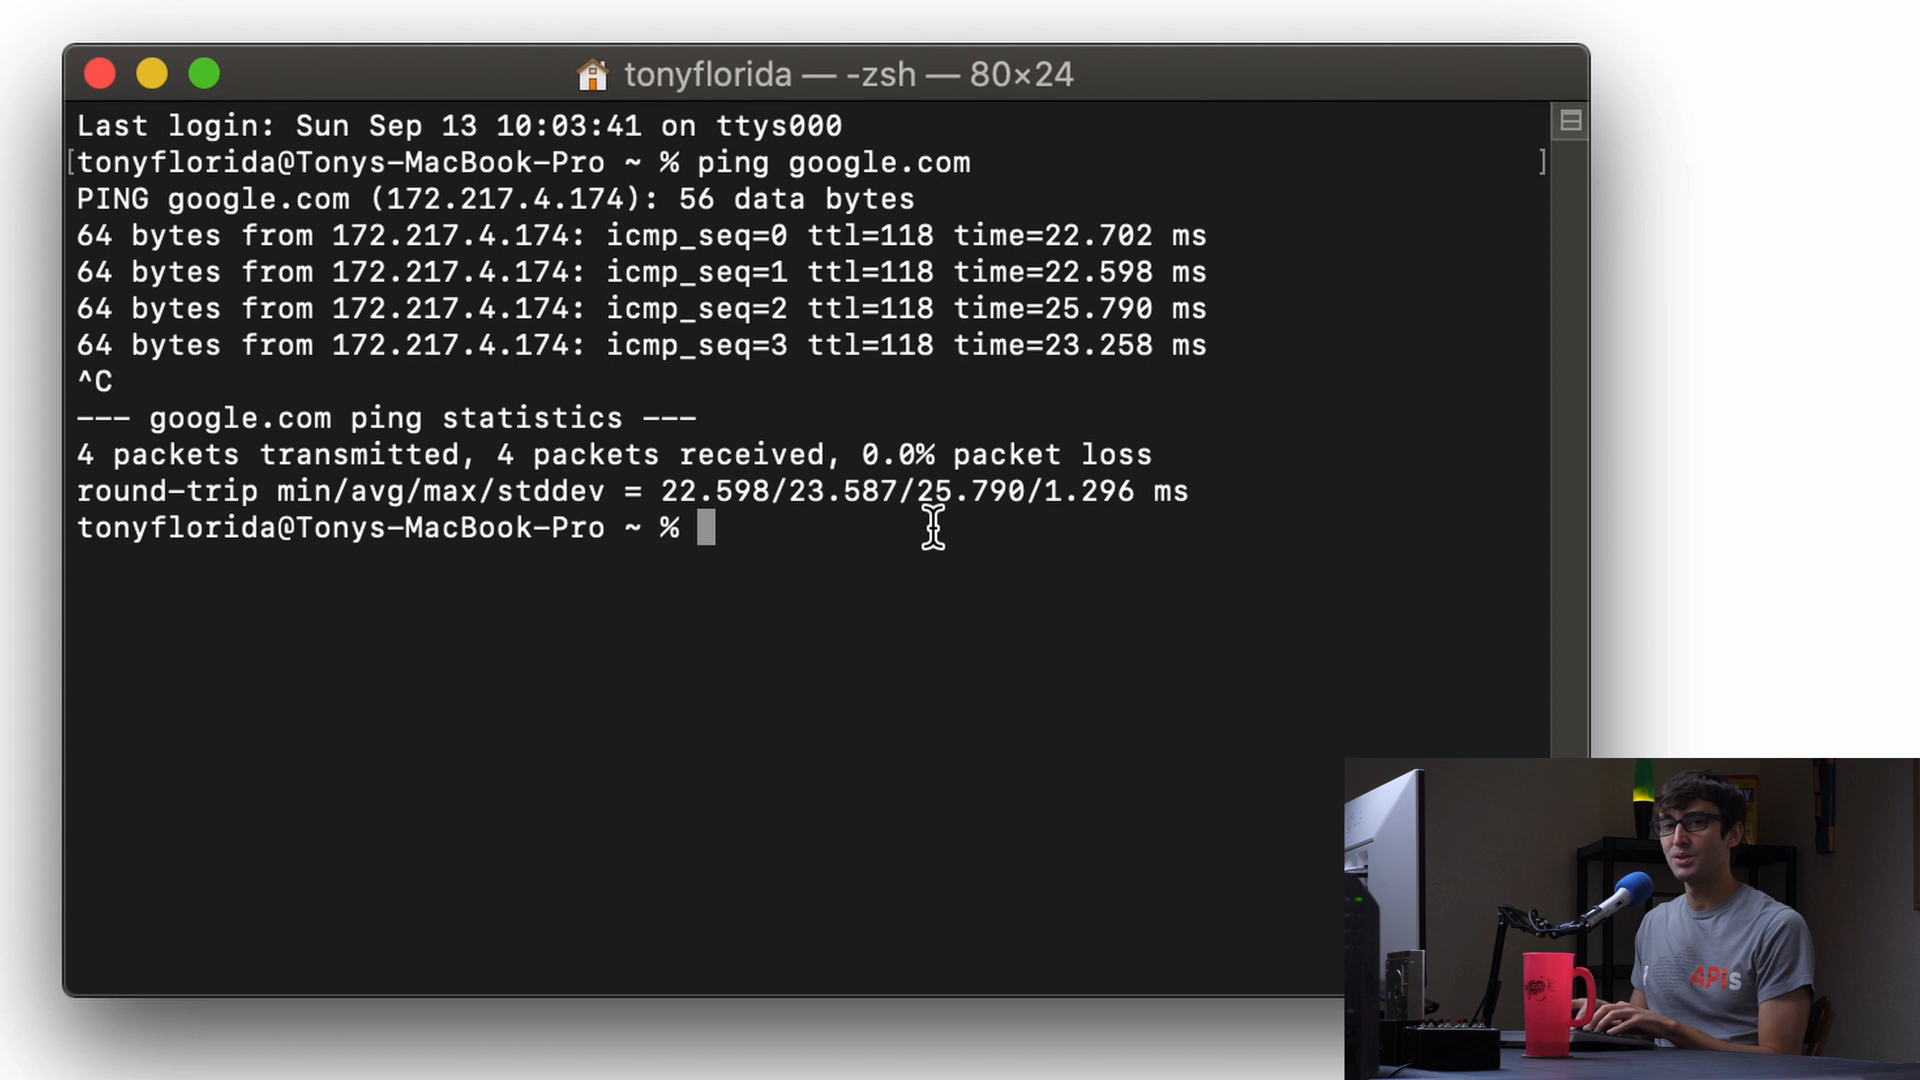 tonyflorida — -zsh — 80×24
Last login: Sun Sep 13 10:03:41 on ttys000
[tonyflorida@Tonys-MacBook-Pro ~ % ping google.com ]
PING google.com (172.217.4.174): 56 data bytes
64 bytes from 172.217.4.174: icmp_seq=0 ttl=118 time=22.702 ms
64 bytes from 172.217.4.174: icmp_seq=1 ttl=118 time=22.598 ms
64 bytes from 172.217.4.174: icmp_seq=2 ttl=118 time=25.790 ms
64 bytes from 172.217.4.174: icmp_seq=3 ttl=118 time=23.258 ms
^C
--- google.com ping statistics ---
4 packets transmitted, 4 packets received, 0.0% packet loss
round-trip min/avg/max/stddev = 22.598/23.587/25.790/1.296 ms
tonyflorida@Tonys-MacBook-Pro ~ %
APIs